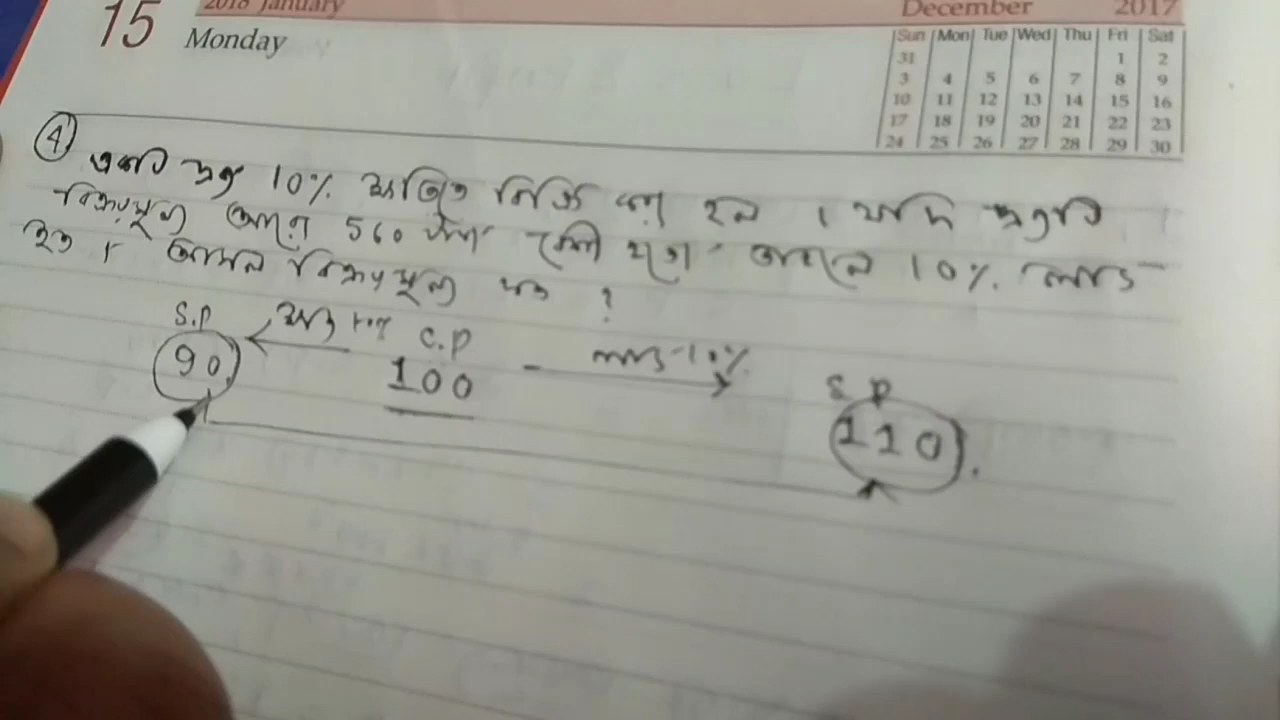 2018 January
15 Monday
December 2017
Sun Mon Tue Wed Thu Fri Sat
31 1 2
3 4 5 6 7 8 9
10 11 12 13 14 15 16
17 18 19 20 21 22 23
24 25 26 27 28 29 30
4 একটি দ্রব্য 10% ক্ষতিতে বিক্রি করা হল । যদি দ্রব্যটি
বিক্রয়মূল্য আরো 560 টাকা বেশী হতো তাহলে 10% লাভ
হত । আসল বিক্রয়মূল্য কত ?
S.P ক্ষতি 10% C.P লাভ 10% S P
90 100 110